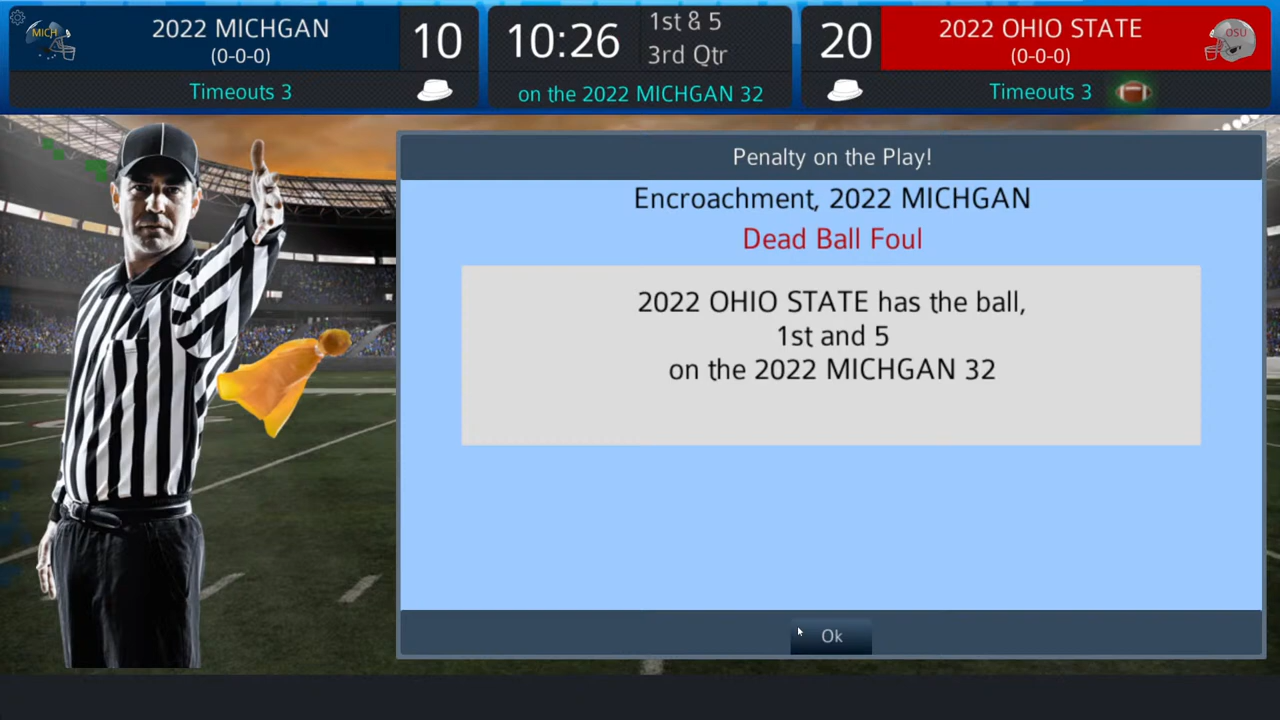 MICH
2022 MICHGAN
(0-0-0)
10
Timeouts 3
10:26
1st & 5
3rd Qtr
on the 2022 MICHGAN 32
20
2022 OHIO STATE
(0-0-0)
OSU
Timeouts 3
Penalty on the Play!
Encroachment, 2022 MICHGAN
Dead Ball Foul
2022 OHIO STATE has the ball,
1st and 5
on the 2022 MICHGAN 32
Ok